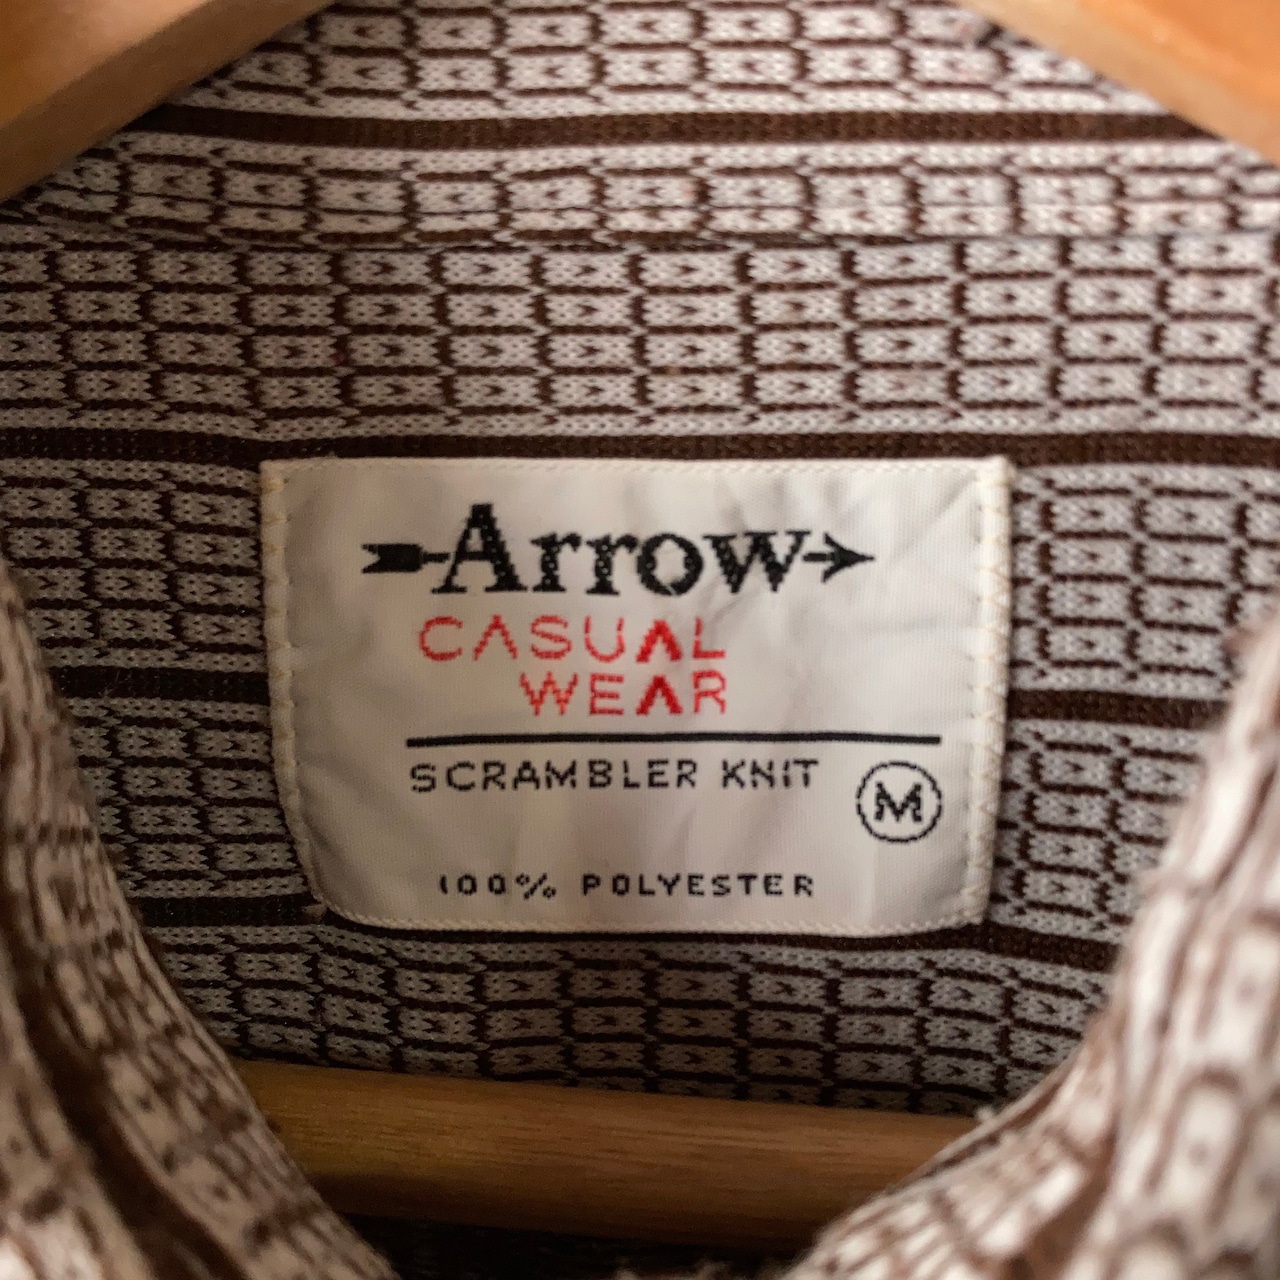 Arrow
CASUAL
WEAR
SCRAMBLER KNIT
M
100% POLYESTER